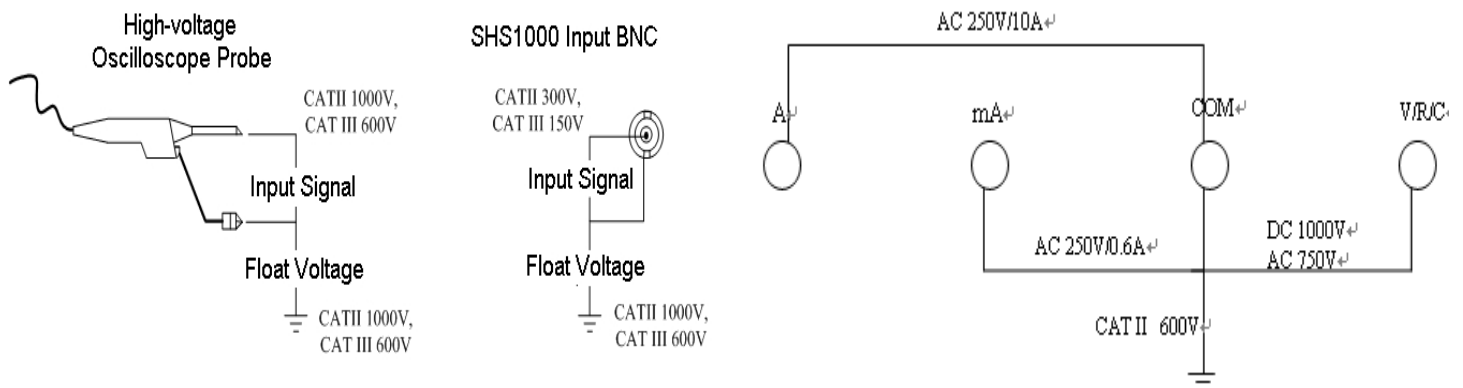 High-voltage
Oscilloscope Probe
CATII 1000V,
CAT III 600V
Input Signal
Float Voltage
CATII 1000V,
CAT III 600V
SHS1000 Input BNC
CATII 300V,
CAT III 150V
Input Signal
Float Voltage
CATII 1000V,
CAT III 600V
AC 250V/10A↵
A↵
mA↵
COM↵
V/R/C↵
AC 250V/0.6A↵
DC 1000V↵
AC 750V↵
CAT II 600V↵